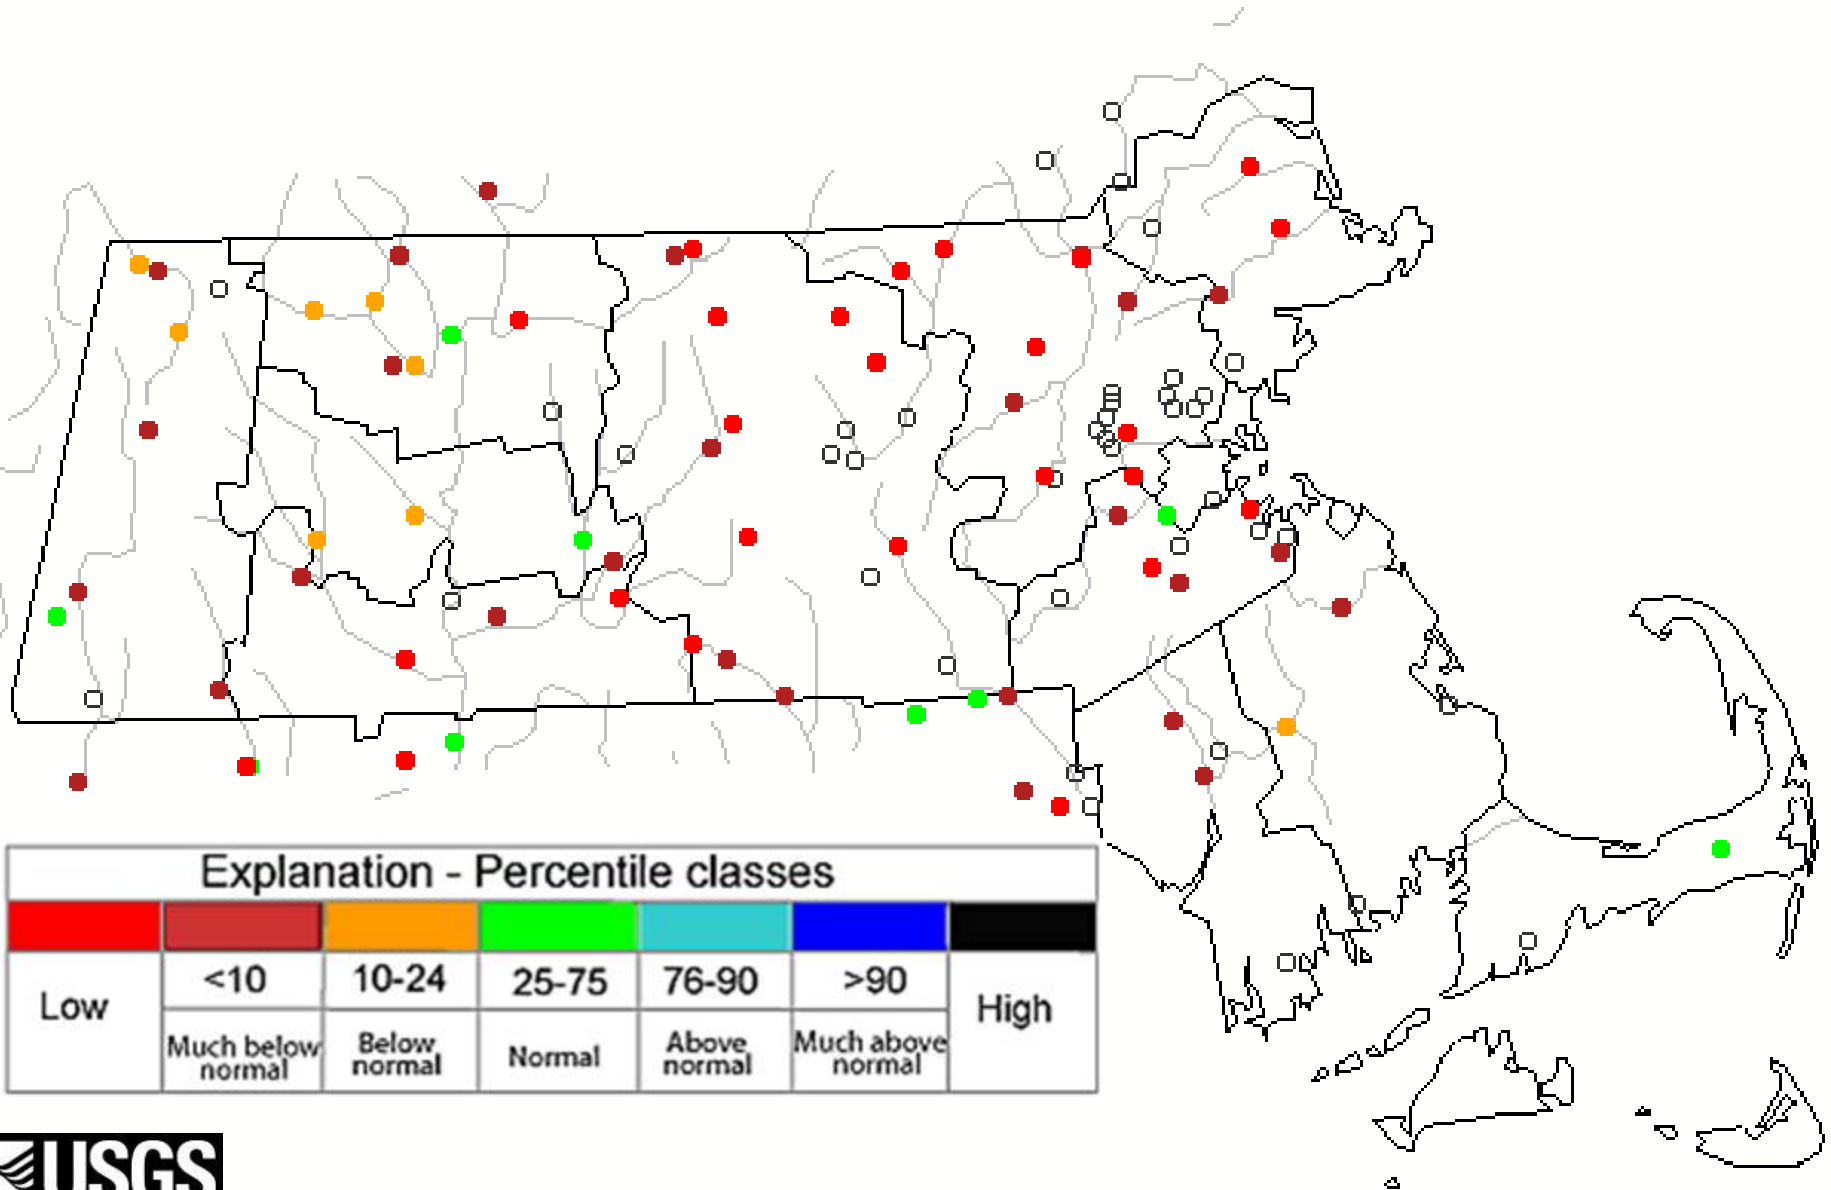 Explanation - Percentile classes
Low
<10
10-24
25-75
76-90
>90
High
Much below
normal
Below
normal
Normal
Above
normal
Much above
normal
USGS